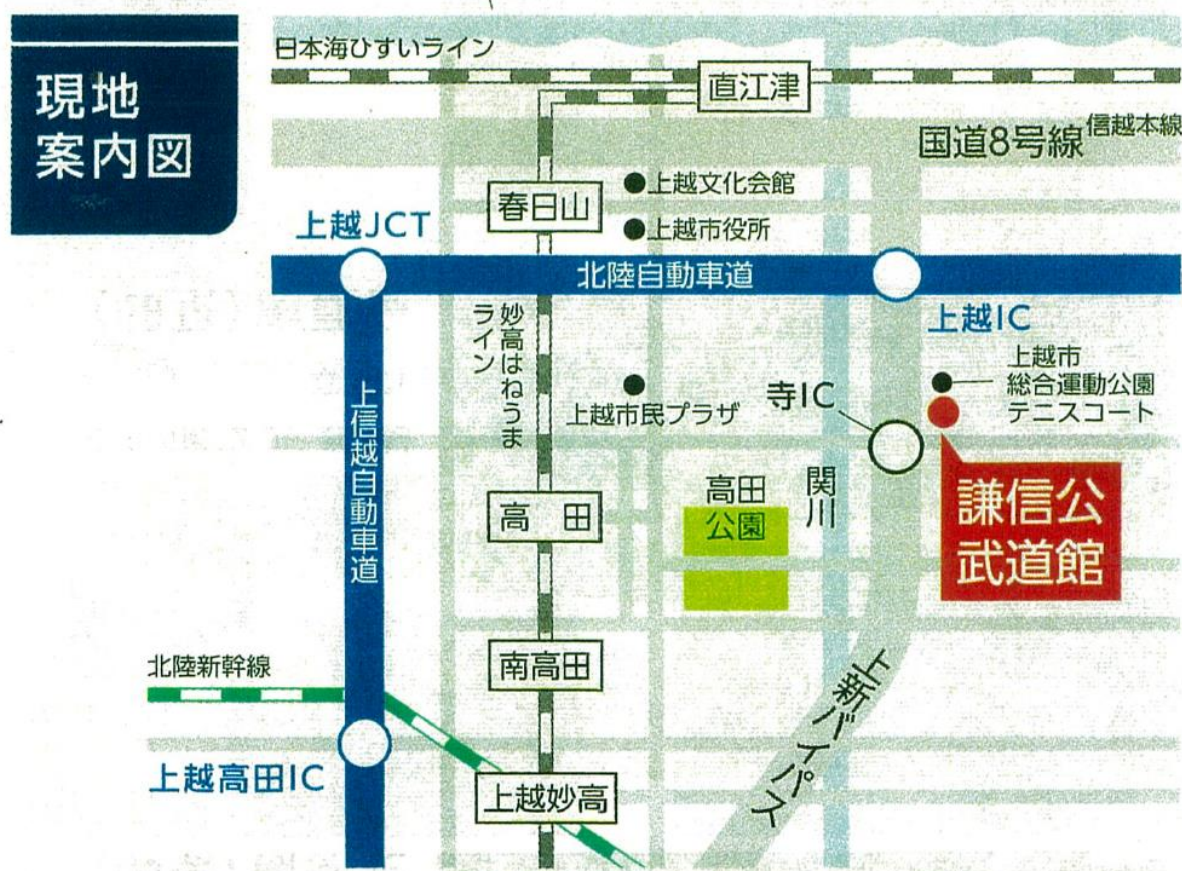 現地
案内図
日本海ひすいライン
直江津
国道8号線
信越本線
春日山
上越文化会館
上越市役所
上越JCT
北陸自動車道
上越IC
妙高はねうま
ライン
上越市
総合運動公園
テニスコート
上越市民プラザ
寺IC
上信越自動車道
高田
高田
公園
関川
謙信公
武道館
北陸新幹線
南高田
上新バイパス
上越高田IC
上越妙高